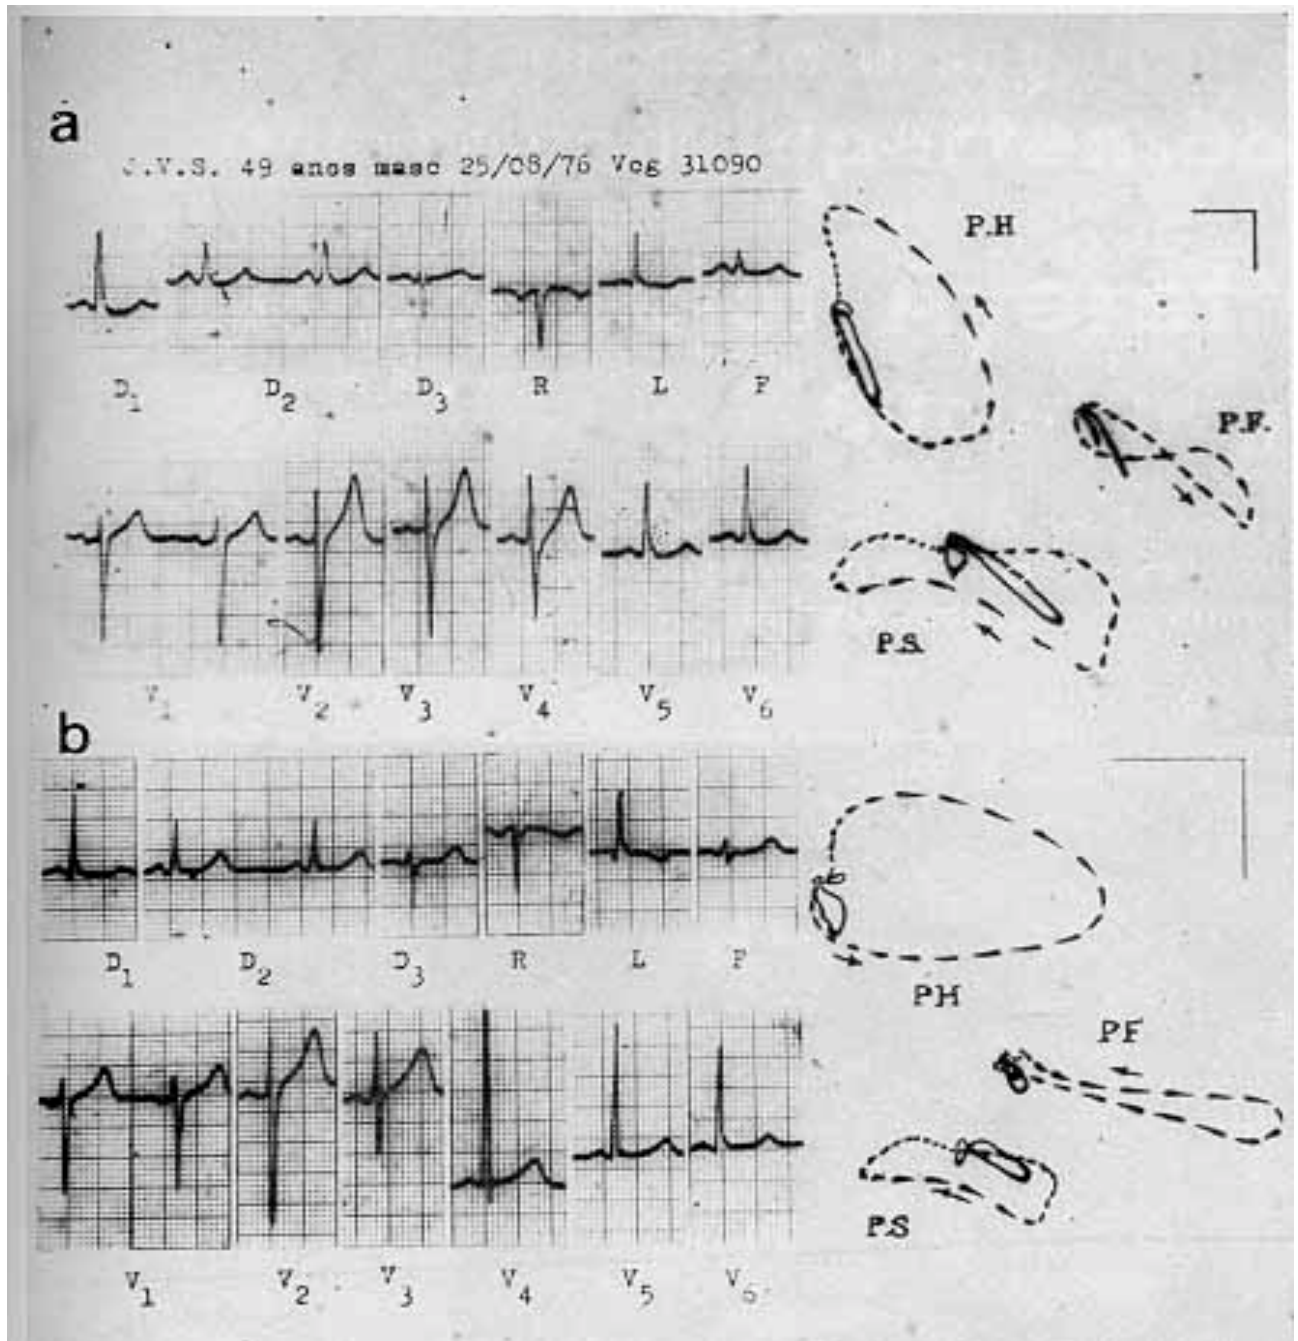 a
J.V.S. 49 anos masc 25/08/76 Vcg 31090
P.H
D1 D2 D3 R L F
P.F.
P.S.
V1 V2 V3 V4 V5 V6
b
D1 D2 D3 R L F
PH
PF
P.S
V1 V2 V3 V4 V5 V6